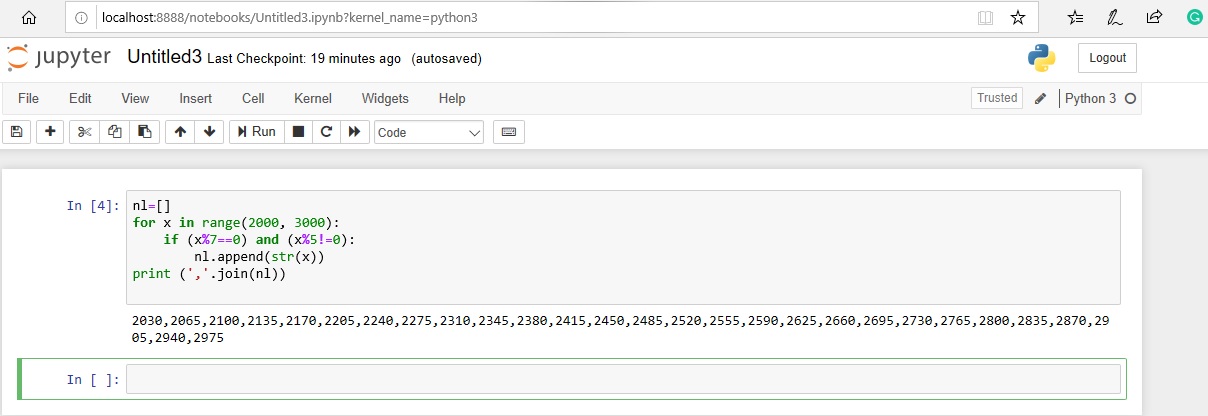 localhost:8888/notebooks/Untitled3.ipynb?kernel_name=python3
jupyter Untitled3 Last Checkpoint: 19 minutes ago (autosaved)
Logout
File Edit View Insert Cell Kernel Widgets Help
Trusted Python 3
Run Code
In [4]: nl=[]
for x in range(2000, 3000):
    if (x%7==0) and (x%5!=0):
        nl.append(str(x))
print (','.join(nl))
2030,2065,2100,2135,2170,2205,2240,2275,2310,2345,2380,2415,2450,2485,2520,2555,2590,2625,2660,2695,2730,2765,2800,2835,2870,29
05,2940,2975
In [ ]: